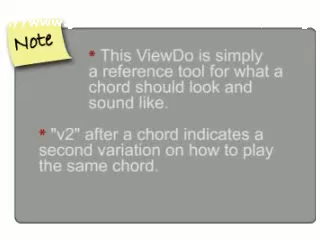 Note
* This ViewDo is simply
a reference tool for what a
chord should look and
sound like.
* "v2" after a chord indicates a
second variation on how to play
the same chord.